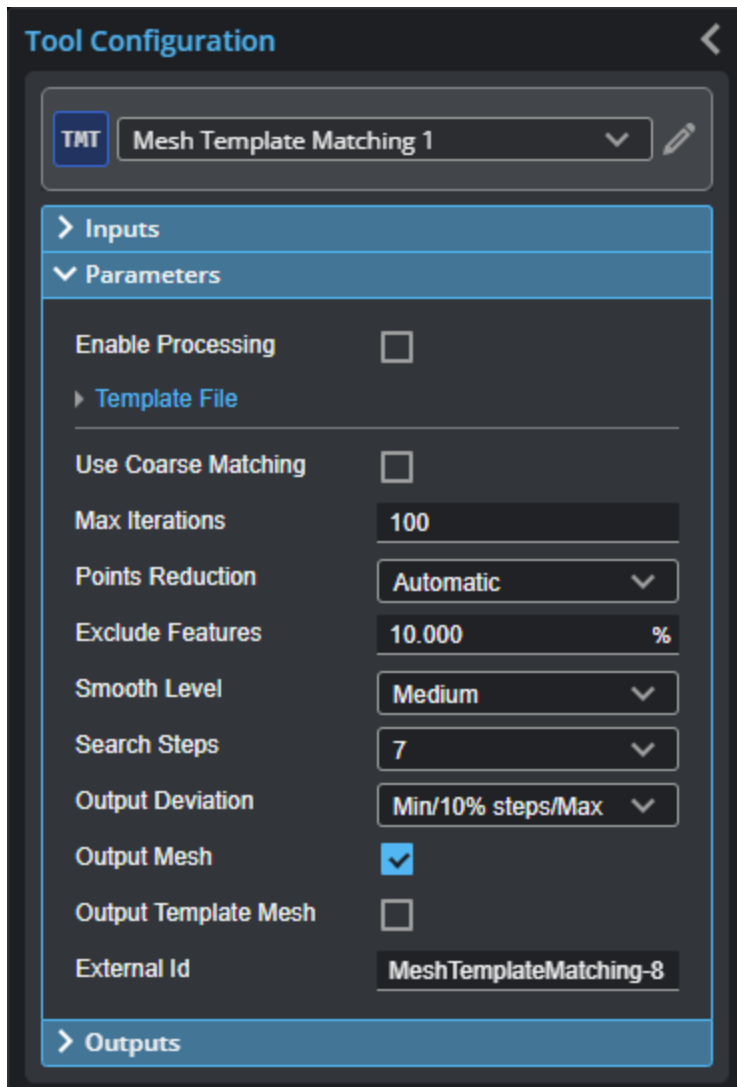 Tool Configuration
TMT Mesh Template Matching 1
Inputs
Parameters
Enable Processing
Template File
Use Coarse Matching
Max Iterations 100
Points Reduction Automatic
Exclude Features 10.000 %
Smooth Level Medium
Search Steps 7
Output Deviation Min/10% steps/Max
Output Mesh
Output Template Mesh
External Id MeshTemplateMatching-8
Outputs